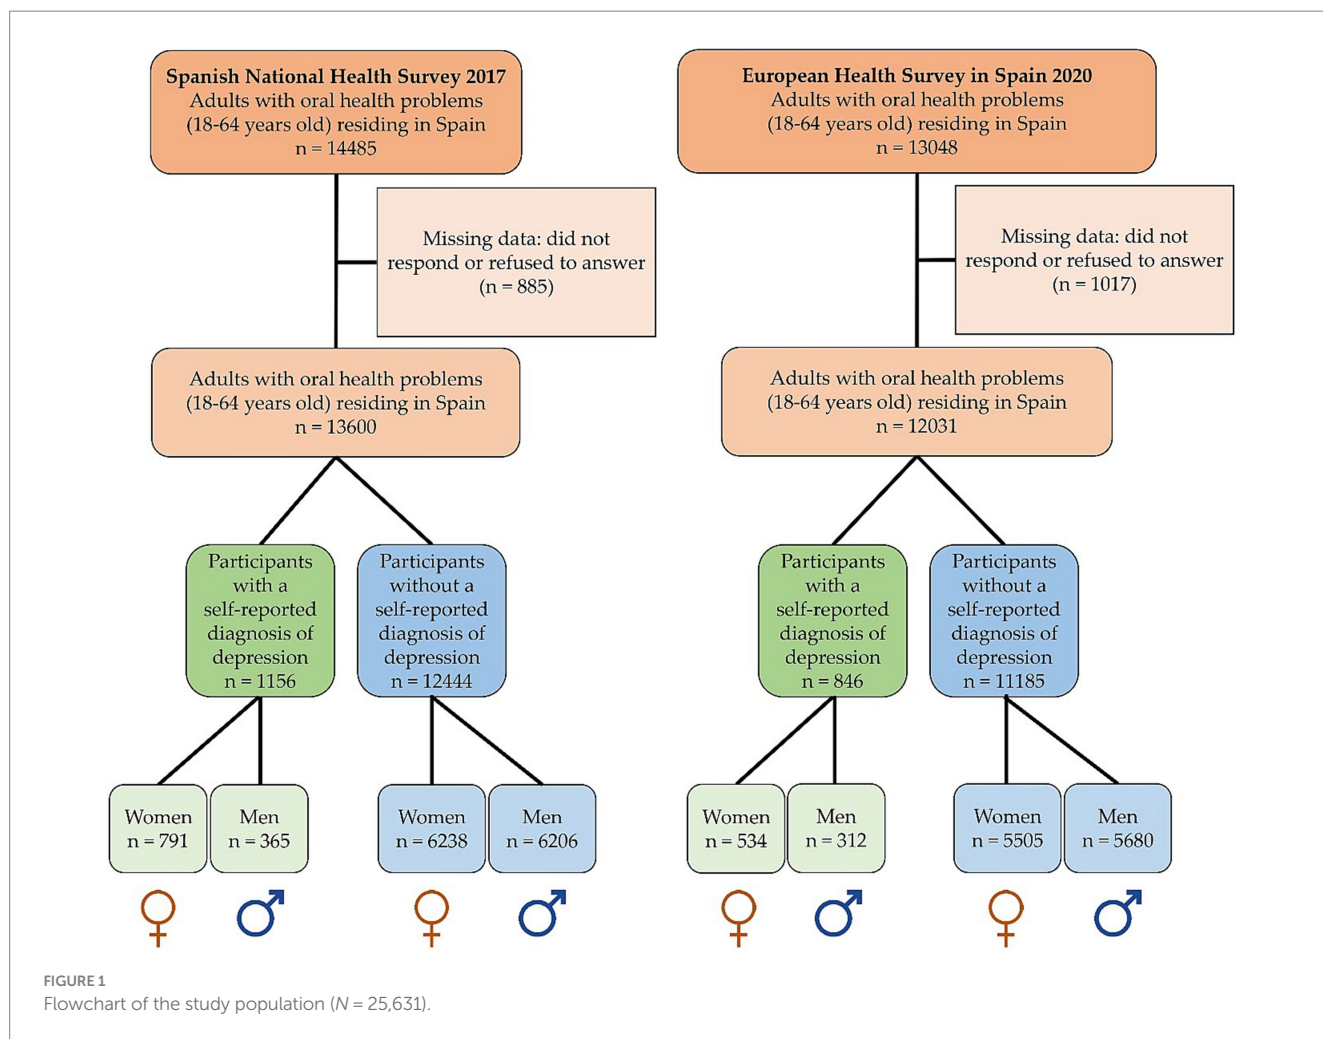 Spanish National Health Survey 2017
Adults with oral health problems
(18-64 years old) residing in Spain
n = 14485
Missing data: did not
respond or refused to answer
(n = 885)
Adults with oral health problems
(18-64 years old) residing in Spain
n = 13600
Participants
with a
self-reported
diagnosis of
depression
n = 1156
Participants
without a
self-reported
diagnosis of
depression
n = 12444
Women
n = 791
Men
n = 365
Women
n = 6238
Men
n = 6206
European Health Survey in Spain 2020
Adults with oral health problems
(18-64 years old) residing in Spain
n = 13048
Missing data: did not
respond or refused to answer
(n = 1017)
Adults with oral health problems
(18-64 years old) residing in Spain
n = 12031
Participants
with a
self-reported
diagnosis of
depression
n = 846
Participants
without a
self-reported
diagnosis of
depression
n = 11185
Women
n = 534
Men
n = 312
Women
n = 5505
Men
n = 5680
FIGURE 1
Flowchart of the study population (N = 25,631).